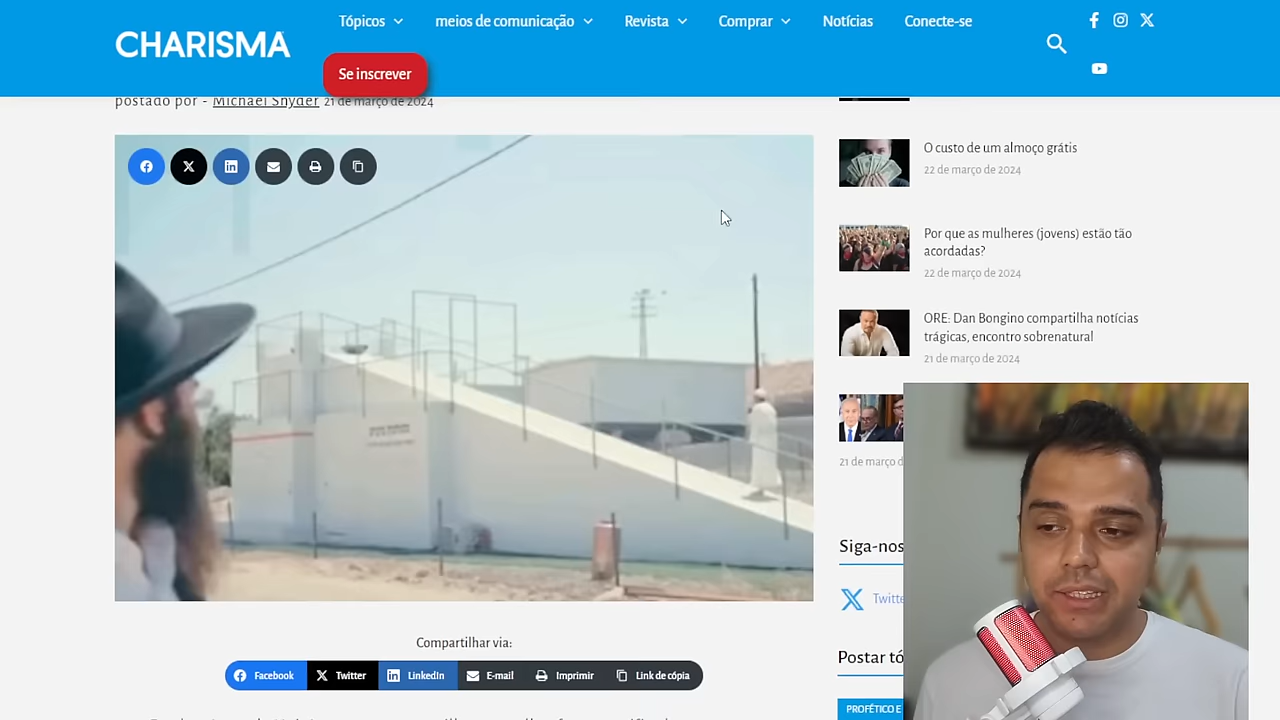 CHARISMA
Tópicos
meios de comunicação
Revista
Comprar
Notícias
Conecte-se
Se inscrever
postado por - Michael Snyder 21 de março de 2024
O custo de um almoço grátis
22 de março de 2024
Por que as mulheres (jovens) estão tão
acordadas?
22 de março de 2024
ORE: Dan Bongino compartilha notícias
trágicas, encontro sobrenatural
21 de março de 2024
21 de março d
Siga-nos
Twitte
Postar tó
PROFÉTICO E
Compartilhar via:
Facebook
Twitter
LinkedIn
E-mail
Imprimir
Link de cópia